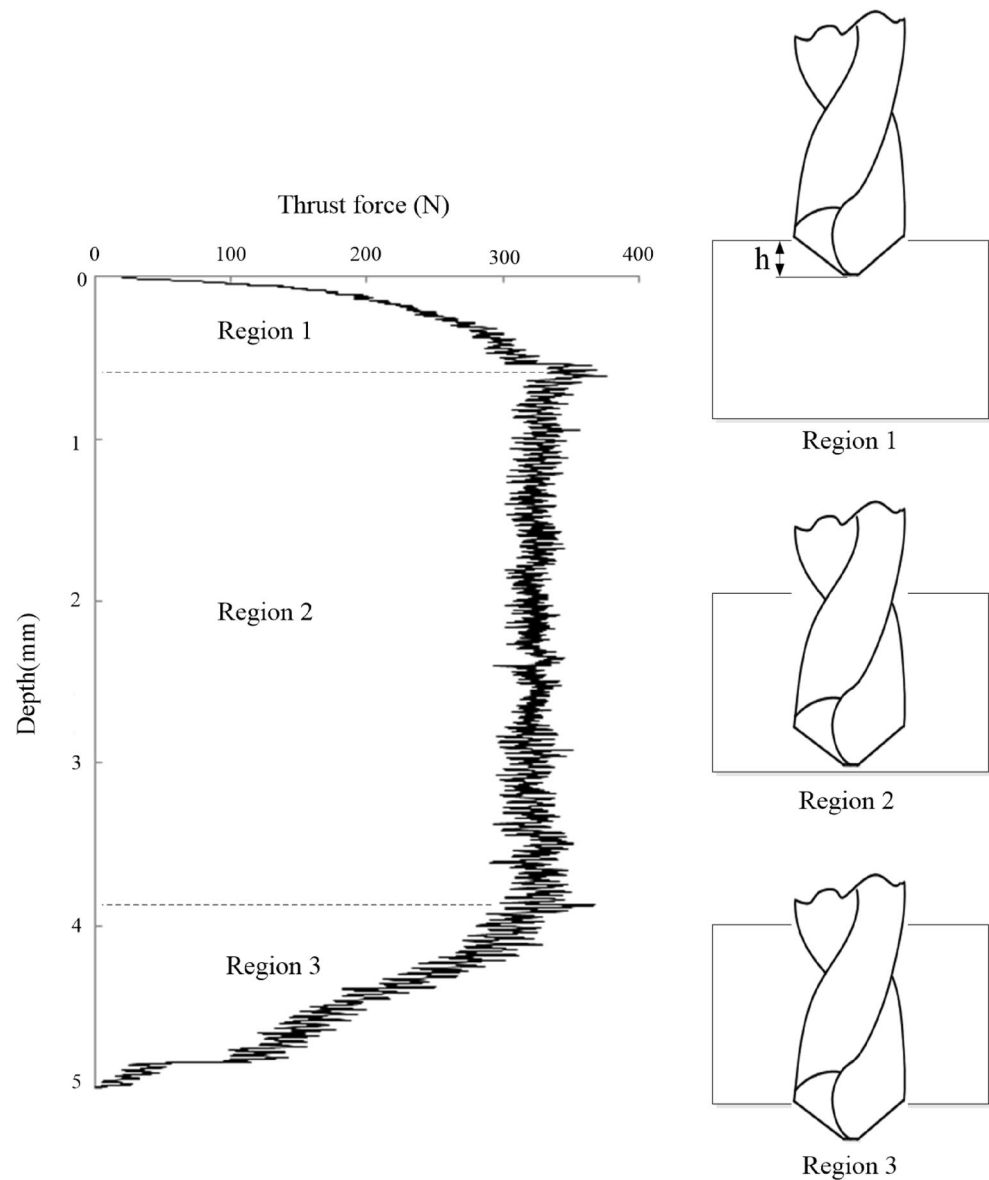 Thrust force (N)
0 100 200 300 400
0
Region 1
1
2
Region 2
Depth(mm)
3
4
Region 3
5
h
Region 1
Region 2
Region 3